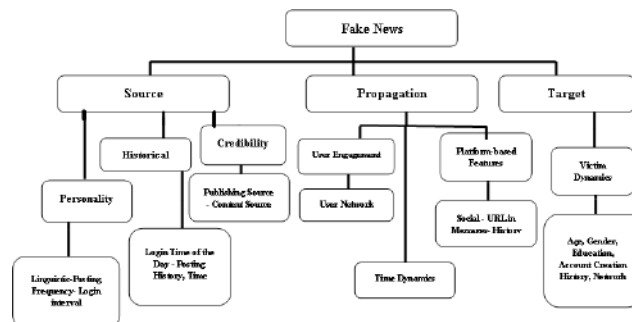 Fake News
Source
Propagation
Target
Historical
Credibility
User Engagement
Platform-based
Features
Victim
Dynamics
Personality
Publishing Source
- Content Source
User Network
Social - URL in
Messages- History
Login Time of the
Day - Posting
History, Time
Age, Gender,
Education,
Account Creation
History, Network
Linguistic-Posting
Frequency- Login
interval
Time Dynamics